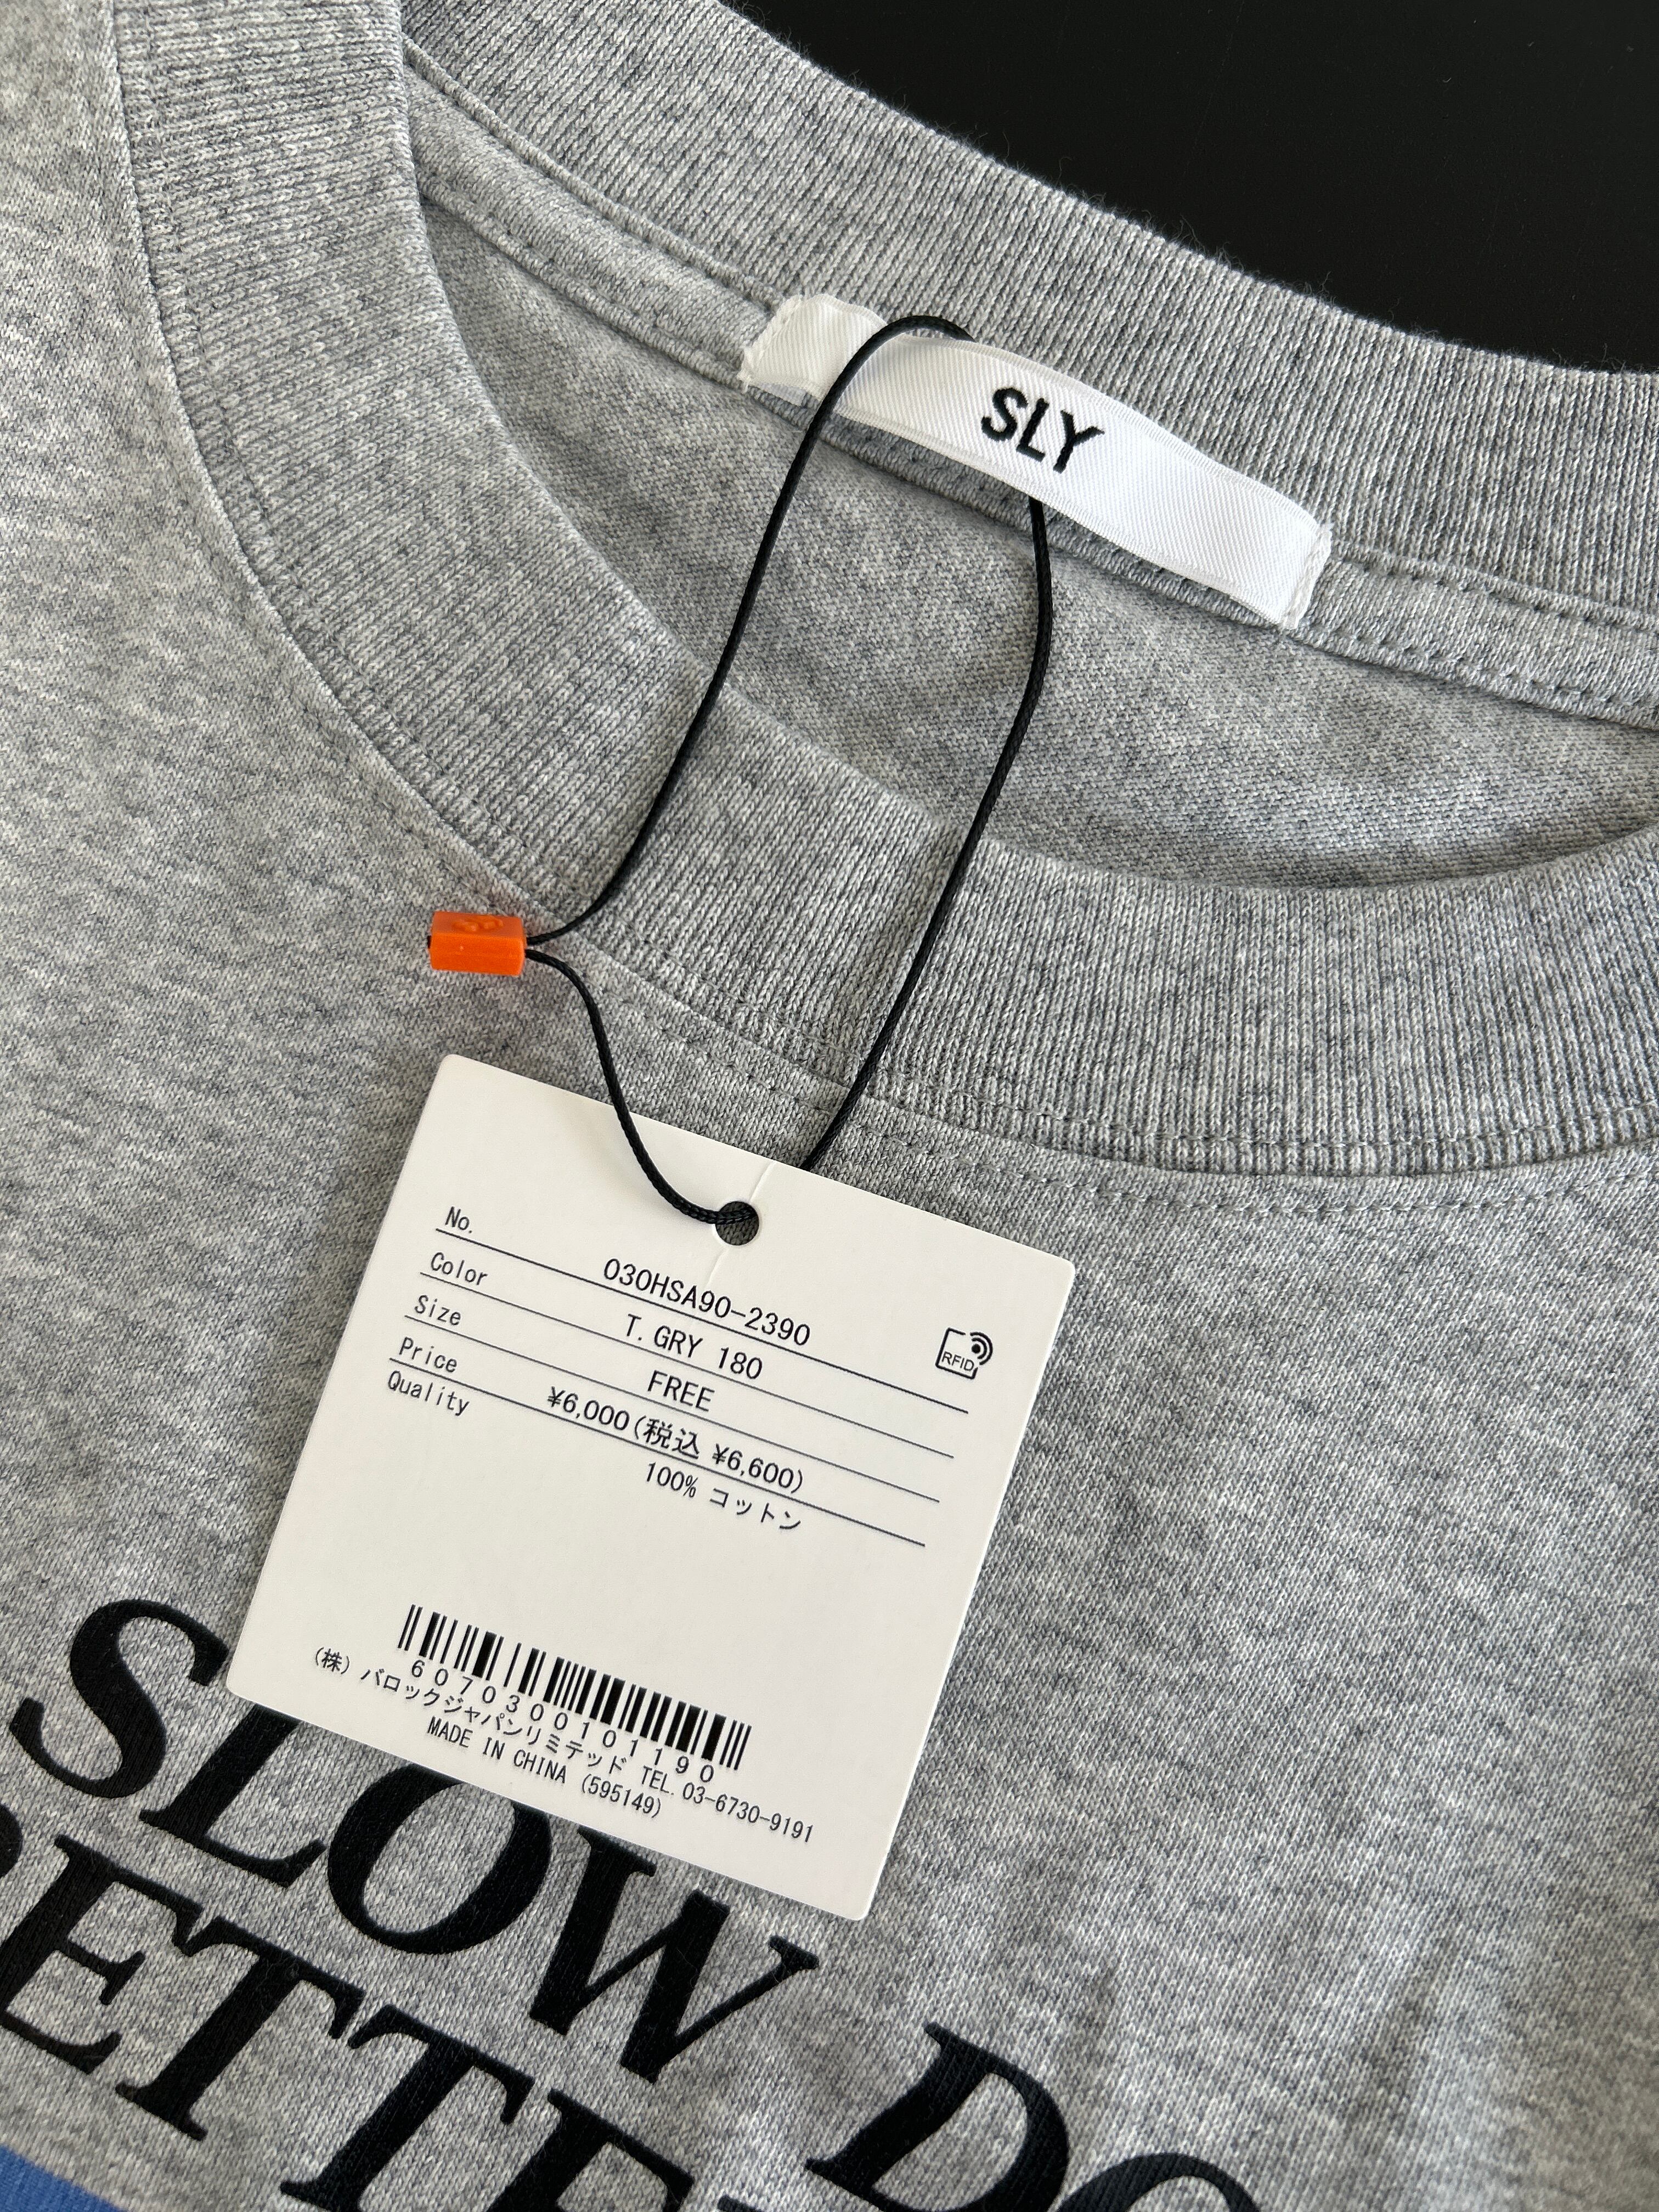 SLY
No. 030HSA90-2390
Color T. GRY 180
Size FREE
Price ¥6,000(税込 ¥6,600)
Quality 100% コットン
RFID
6070300101190
(株) バロックジャパンリミテッド TEL. 03-6730-9191
MADE IN CHINA (595149)
SLOW